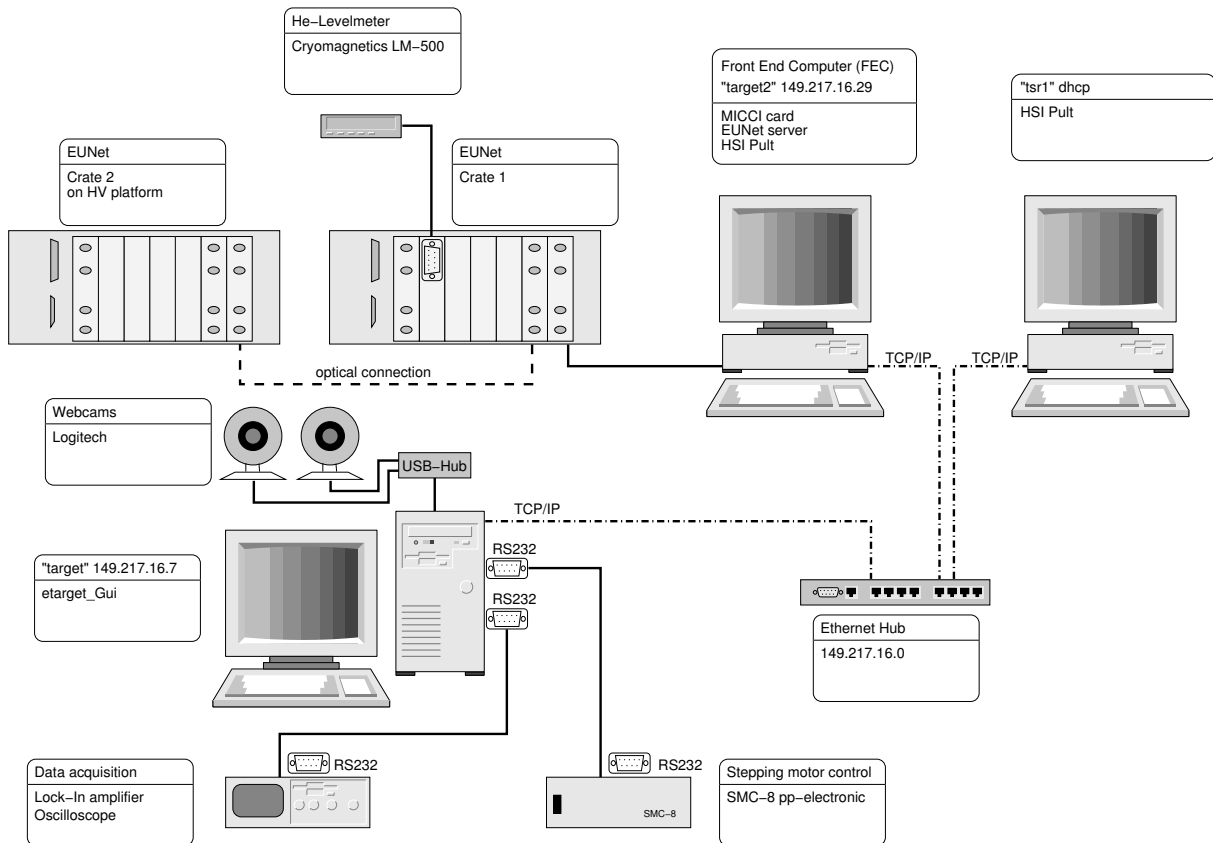 He–Levelmeter
Cryomagnetics LM–500
Front End Computer (FEC)
"target2" 149.217.16.29
MICCI card
EUNet server
HSI Pult
"tsr1" dhcp
HSI Pult
EUNet
Crate 2
on HV platform
EUNet
Crate 1
TCP/IP
TCP/IP
optical connection
Webcams
Logitech
USB–Hub
TCP/IP
RS232
"target" 149.217.16.7
etarget_Gui
RS232
Ethernet Hub
149.217.16.0
RS232
RS232
Data acquisition
Lock–In amplifier
Oscilloscope
SMC–8
Stepping motor control
SMC–8 pp–electronic